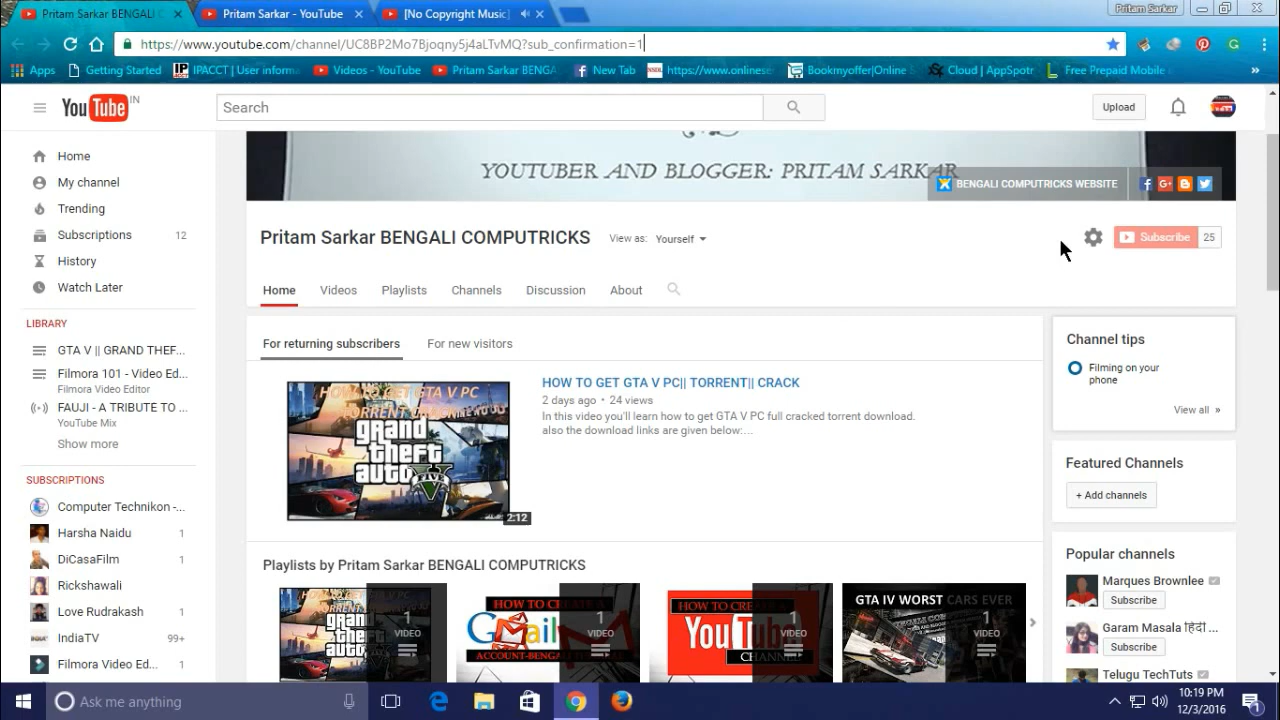 Pritam Sarkar BENGALI C
Pritam Sarkar - YouTube
[No Copyright Music]
Pritam Sarkar
https://www.youtube.com/channel/UC8BP2Mo7Bjoqny5j4aLTvMQ?sub_confirmation=1
Apps
Getting Started
IPACCT | User inform
Videos - YouTube
Pritam Sarkar BENGA
New Tab
https://www.onlinese
Bookmyoffer|Online
Cloud | AppSpotr
Free Prepaid Mobile
»
YouTube IN
Search
Upload
Home
My channel
Trending
Subscriptions 12
History
Watch Later
LIBRARY
GTA V || GRAND THEF...
Filmora 101 - Video Ed...
Filmora Video Editor
FAUJI - A TRIBUTE TO ...
YouTube Mix
Show more
SUBSCRIPTIONS
Computer Technikon -...
Harsha Naidu 1
DiCasaFilm 1
Rickshawali
Love Rudrakash 1
IndiaTV 99+
Filmora Video Ed... 1
YOUTUBER AND BLOGGER: PRITAM SARKAR
BENGALI COMPUTRICKS WEBSITE
Pritam Sarkar BENGALI COMPUTRICKS
View as: Yourself
Subscribe 25
Home
Videos
Playlists
Channels
Discussion
About
For returning subscribers
For new visitors
HOW TO GET GTA V PC
TORRENT CRACK
grand
theft
auto
FIVE
2:12
HOW TO GET GTA V PC|| TORRENT|| CRACK
2 days ago • 24 views
In this video you'll learn how to get GTA V PC full cracked torrent download.
also the download links are given below:...
Playlists by Pritam Sarkar BENGALI COMPUTRICKS
1
VIDEO
HOW TO CREATE A
Gmail
1
VIDEO
HOW TO CREATE
YouTube
CHANNEL
1
VIDEO
GTA IV WORST CARS EVER
1
VIDEO
Channel tips
Filming on your
phone
View all »
Featured Channels
+ Add channels
Popular channels
Marques Brownlee
Subscribe
Garam Masala हिंदी ...
Subscribe
Telugu TechTuts
Ask me anything
10:19 PM
12/3/2016
1